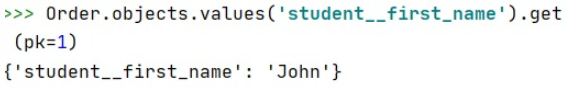 >>> Order.objects.values('student__first_name').get
(pk=1)
{'student__first_name': 'John'}